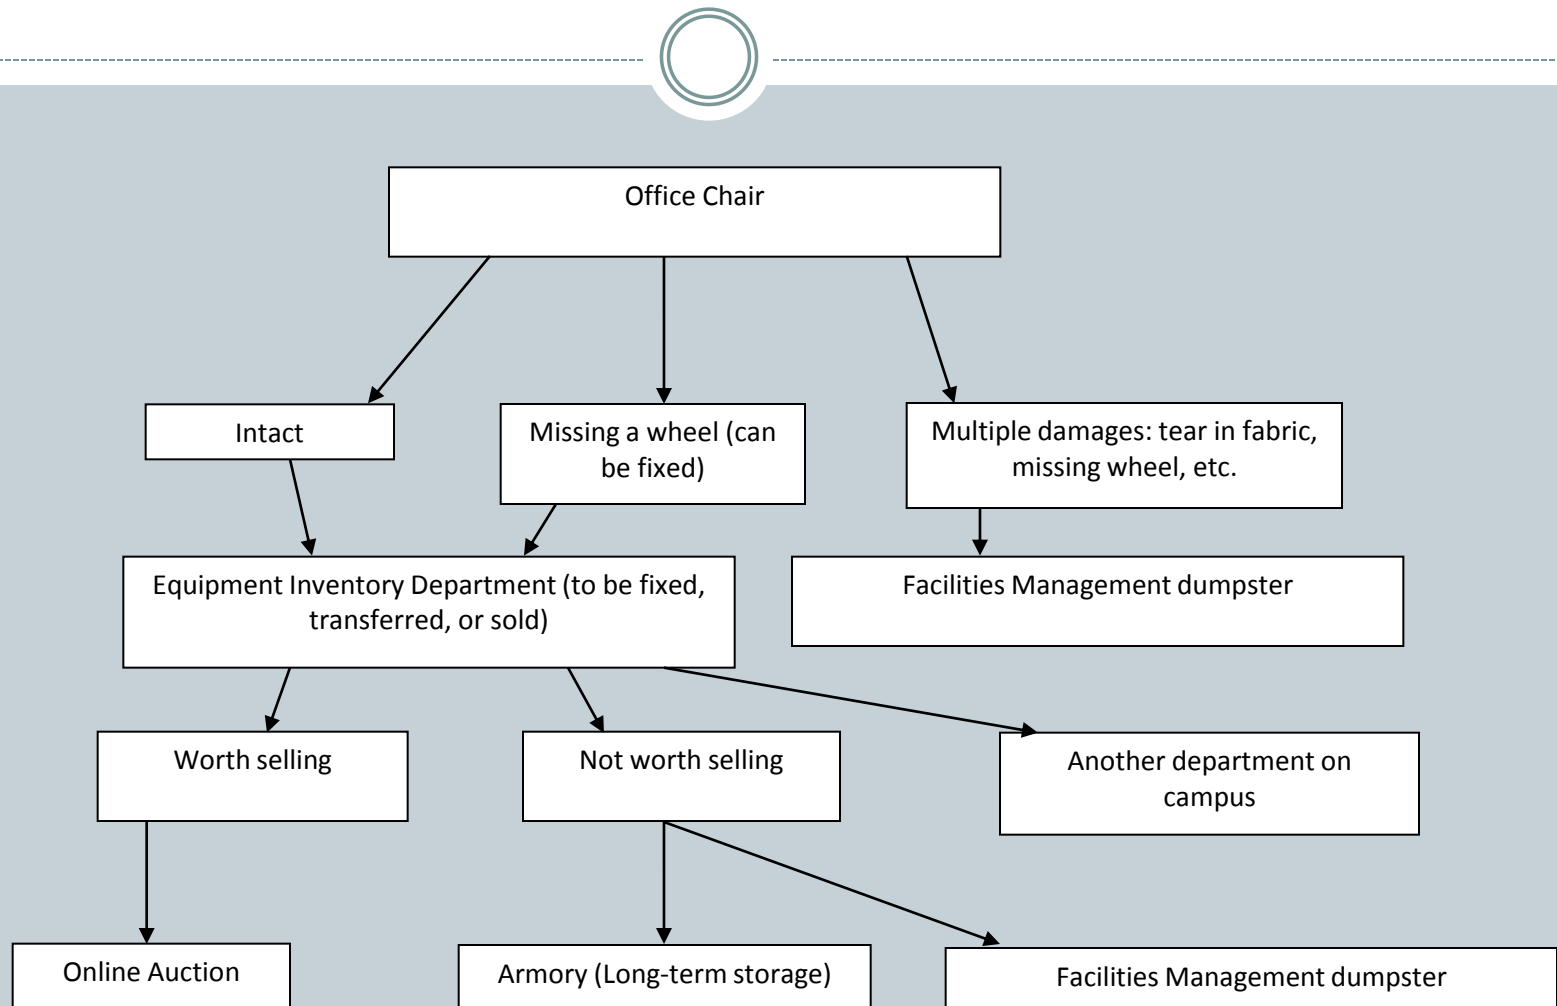 Office Chair
Intact
Missing a wheel (can
be fixed)
Multiple damages: tear in fabric,
missing wheel, etc.
Equipment Inventory Department (to be fixed,
transferred, or sold)
Facilities Management dumpster
Worth selling
Not worth selling
Another department on
campus
Online Auction
Armory (Long-term storage)
Facilities Management dumpster